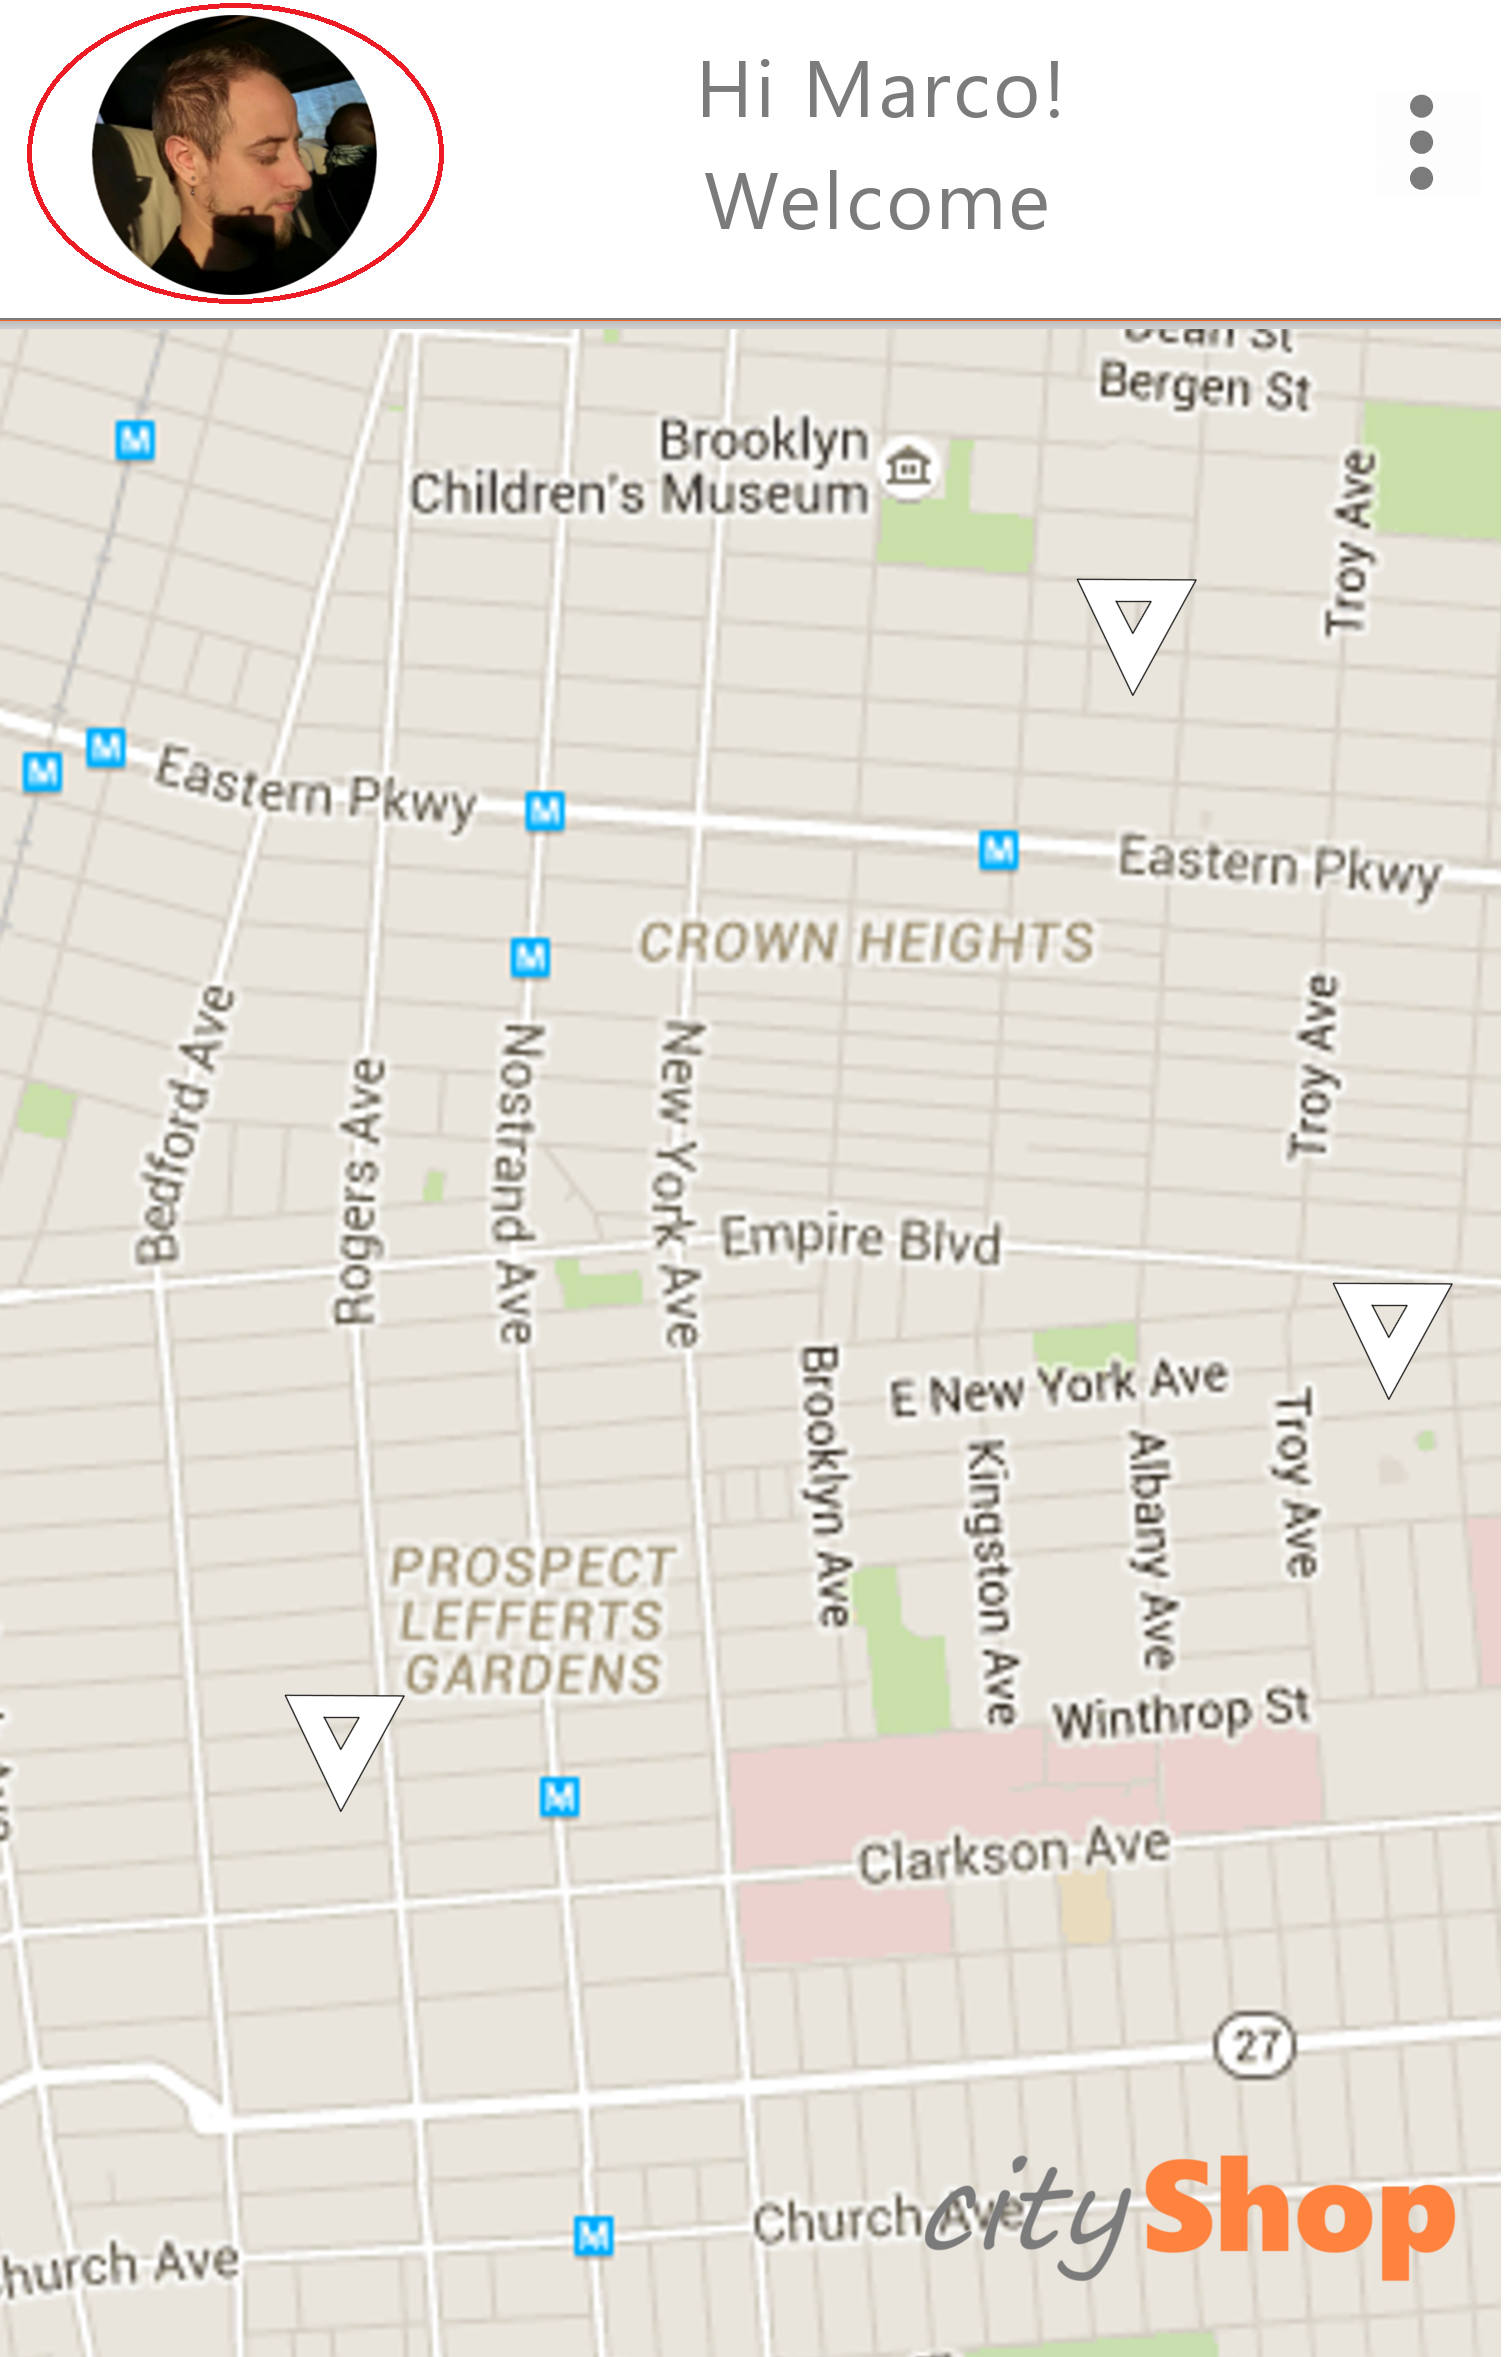 Hi Marco!
Welcome
Dean St
Bergen St
Brooklyn
Children's Museum
Troy Ave
M
M
M
Eastern Pkwy
M
M
Eastern Pkwy
CROWN HEIGHTS
M
Troy Ave
Bedford Ave
Rogers Ave
Nostrand Ave
New York Ave
Empire Blvd
Brooklyn Ave
E New York Ave
Kingston Ave
Albany Ave
Troy Ave
PROSPECT
LEFFERTS
GARDENS
Winthrop St
M
Clarkson Ave
27
Church Ave
cityShop
M
hurch Ave